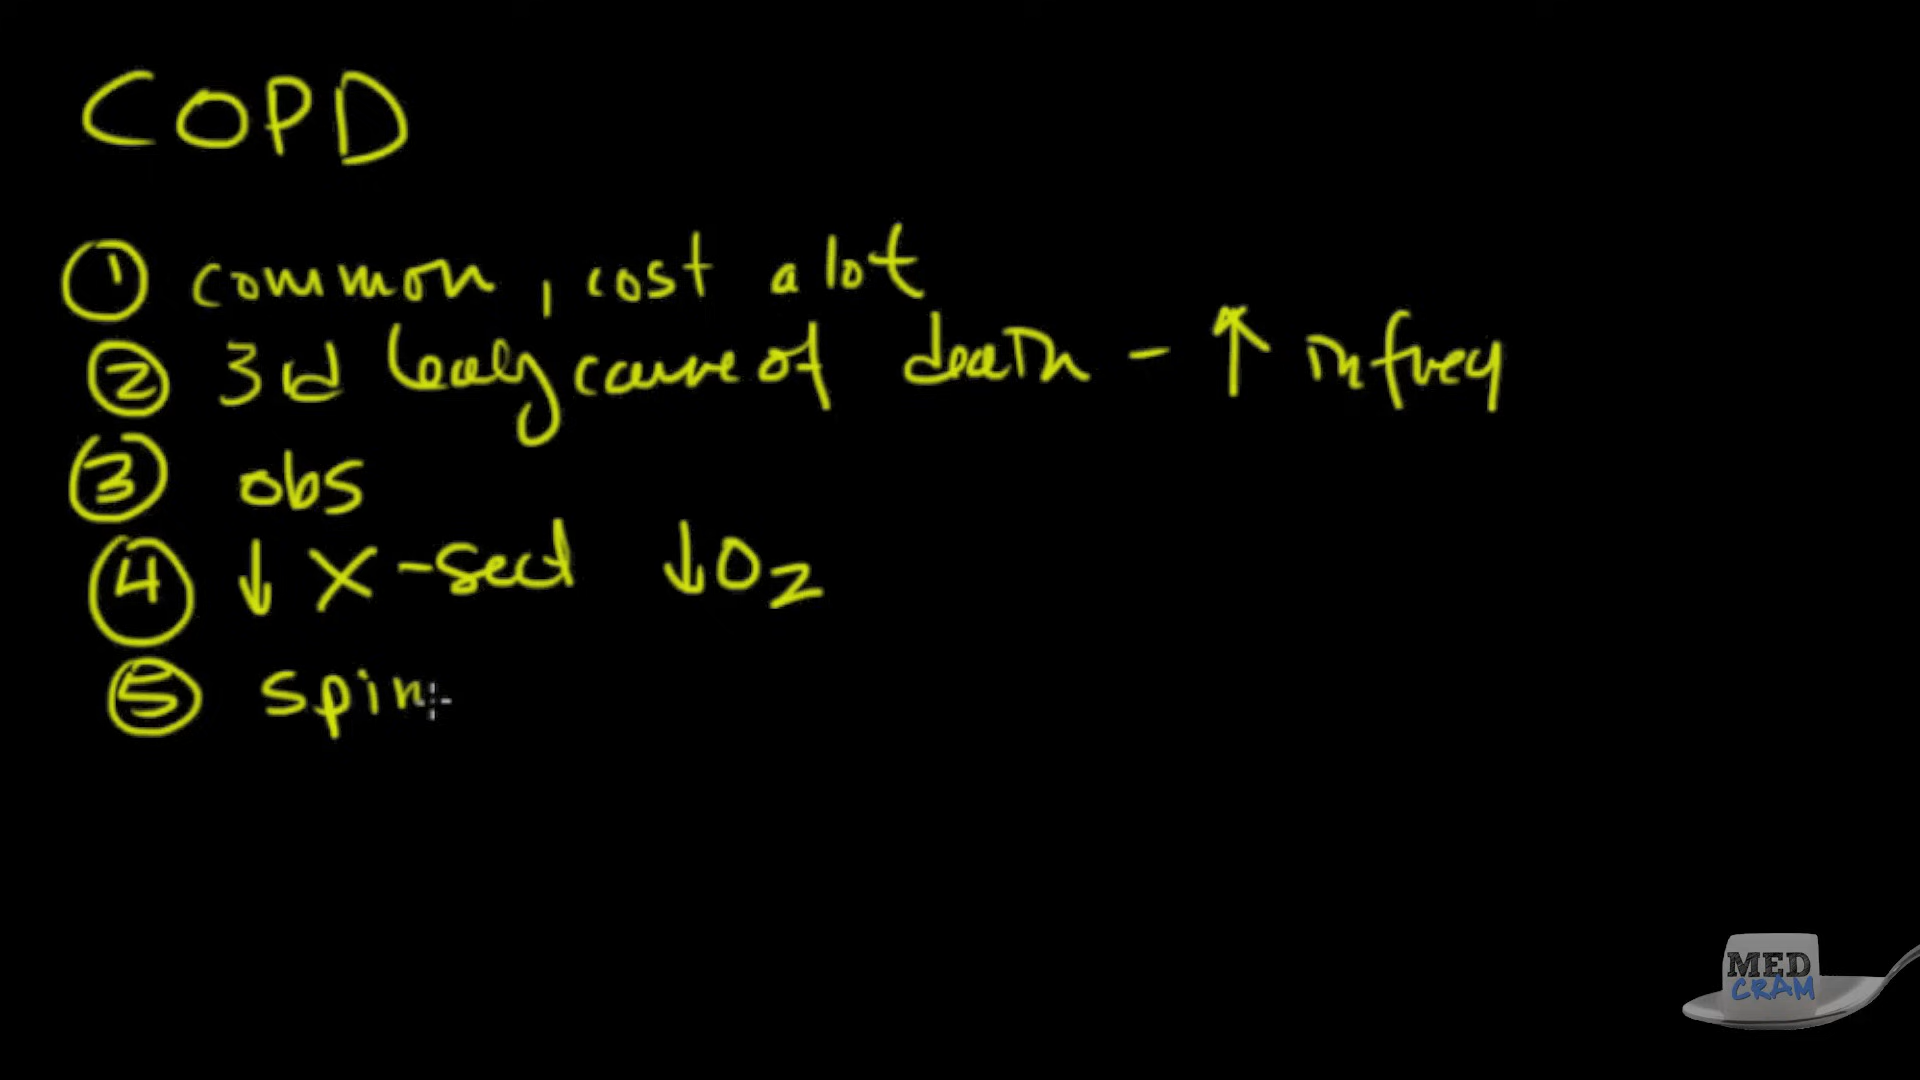 COPD
① common, cost a lot
② 3rd leadg cause of death - ↑ in freq
③ obs
④ ↓ X-sect ↓O₂
⑤ spir
MED
CRAM